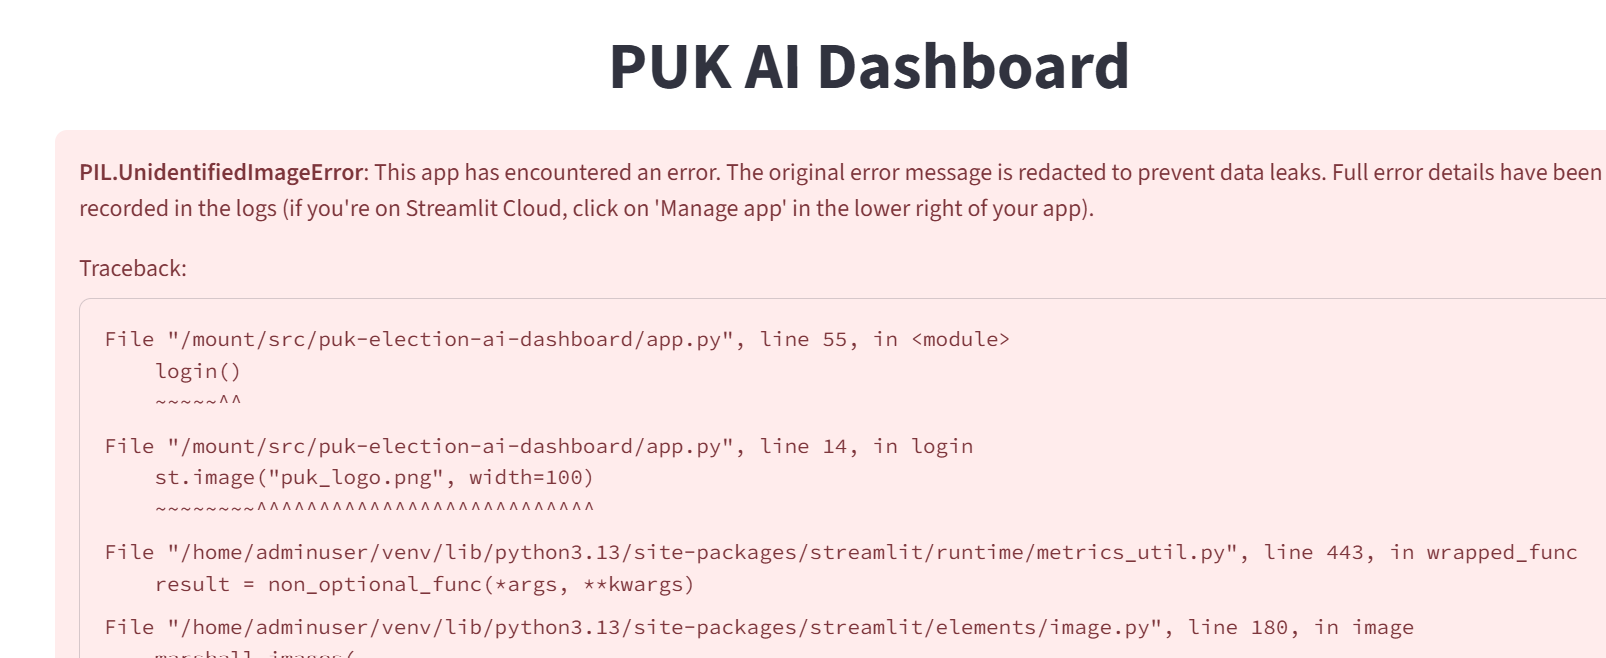 PUK AI Dashboard
PIL.UnidentifiedImageError: This app has encountered an error. The original error message is redacted to prevent data leaks. Full error details have been
recorded in the logs (if you're on Streamlit Cloud, click on 'Manage app' in the lower right of your app).
Traceback:
File "/mount/src/puk-election-ai-dashboard/app.py", line 55, in <module>
    login()
    ~~~~~^^
File "/mount/src/puk-election-ai-dashboard/app.py", line 14, in login
    st.image("puk_logo.png", width=100)
    ~~~~~~~~^^^^^^^^^^^^^^^^^^^^^^^^^^^
File "/home/adminuser/venv/lib/python3.13/site-packages/streamlit/runtime/metrics_util.py", line 443, in wrapped_func
    result = non_optional_func(*args, **kwargs)
File "/home/adminuser/venv/lib/python3.13/site-packages/streamlit/elements/image.py", line 180, in image
    marshall_images(